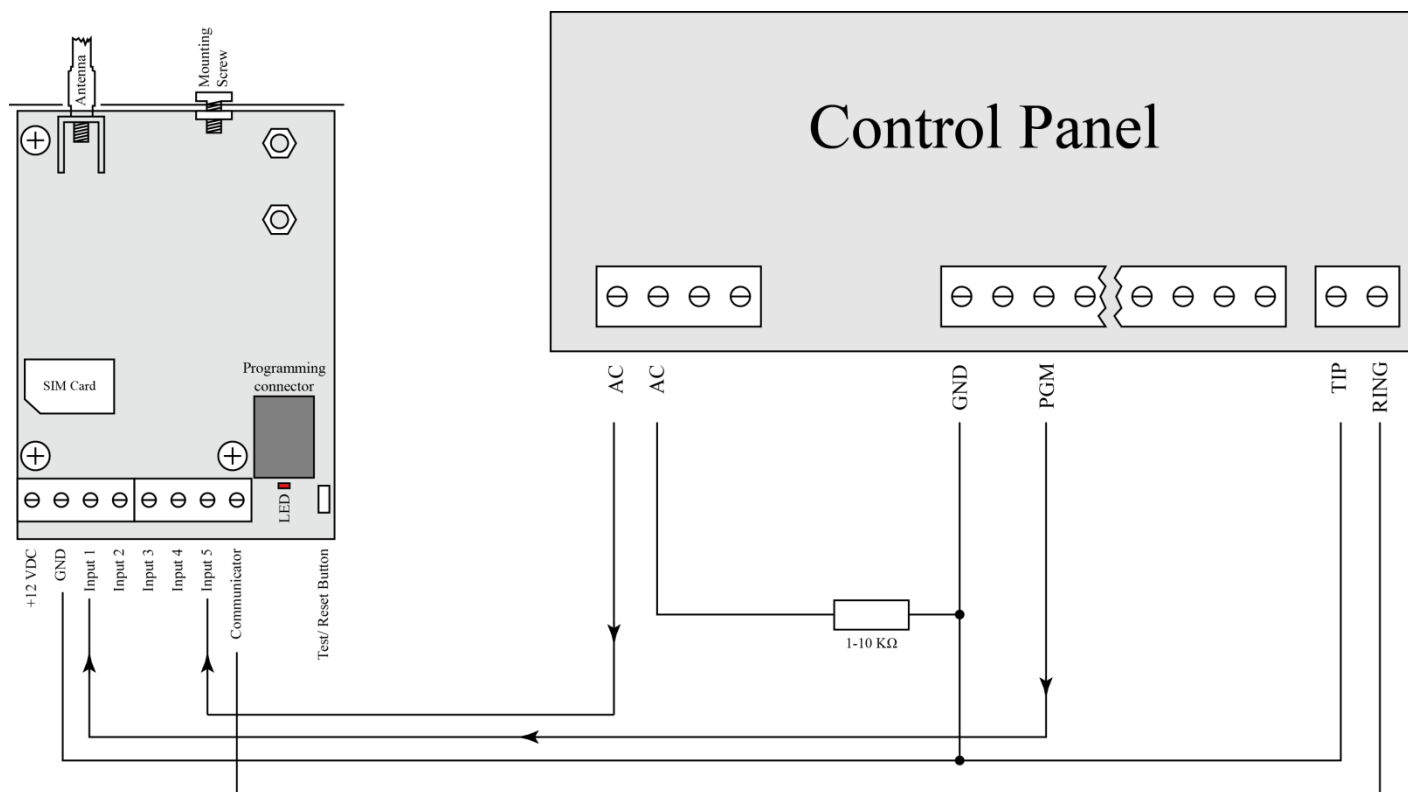 Antenna
Mounting
Screw
Control Panel
SIM Card
Programming
connector
LED
AC
AC
GND
PGM
TIP
RING
+12 VDC
GND
Input 1
Input 2
Input 3
Input 4
Input 5
Communicator
Test/ Reset Button
1-10 KΩ